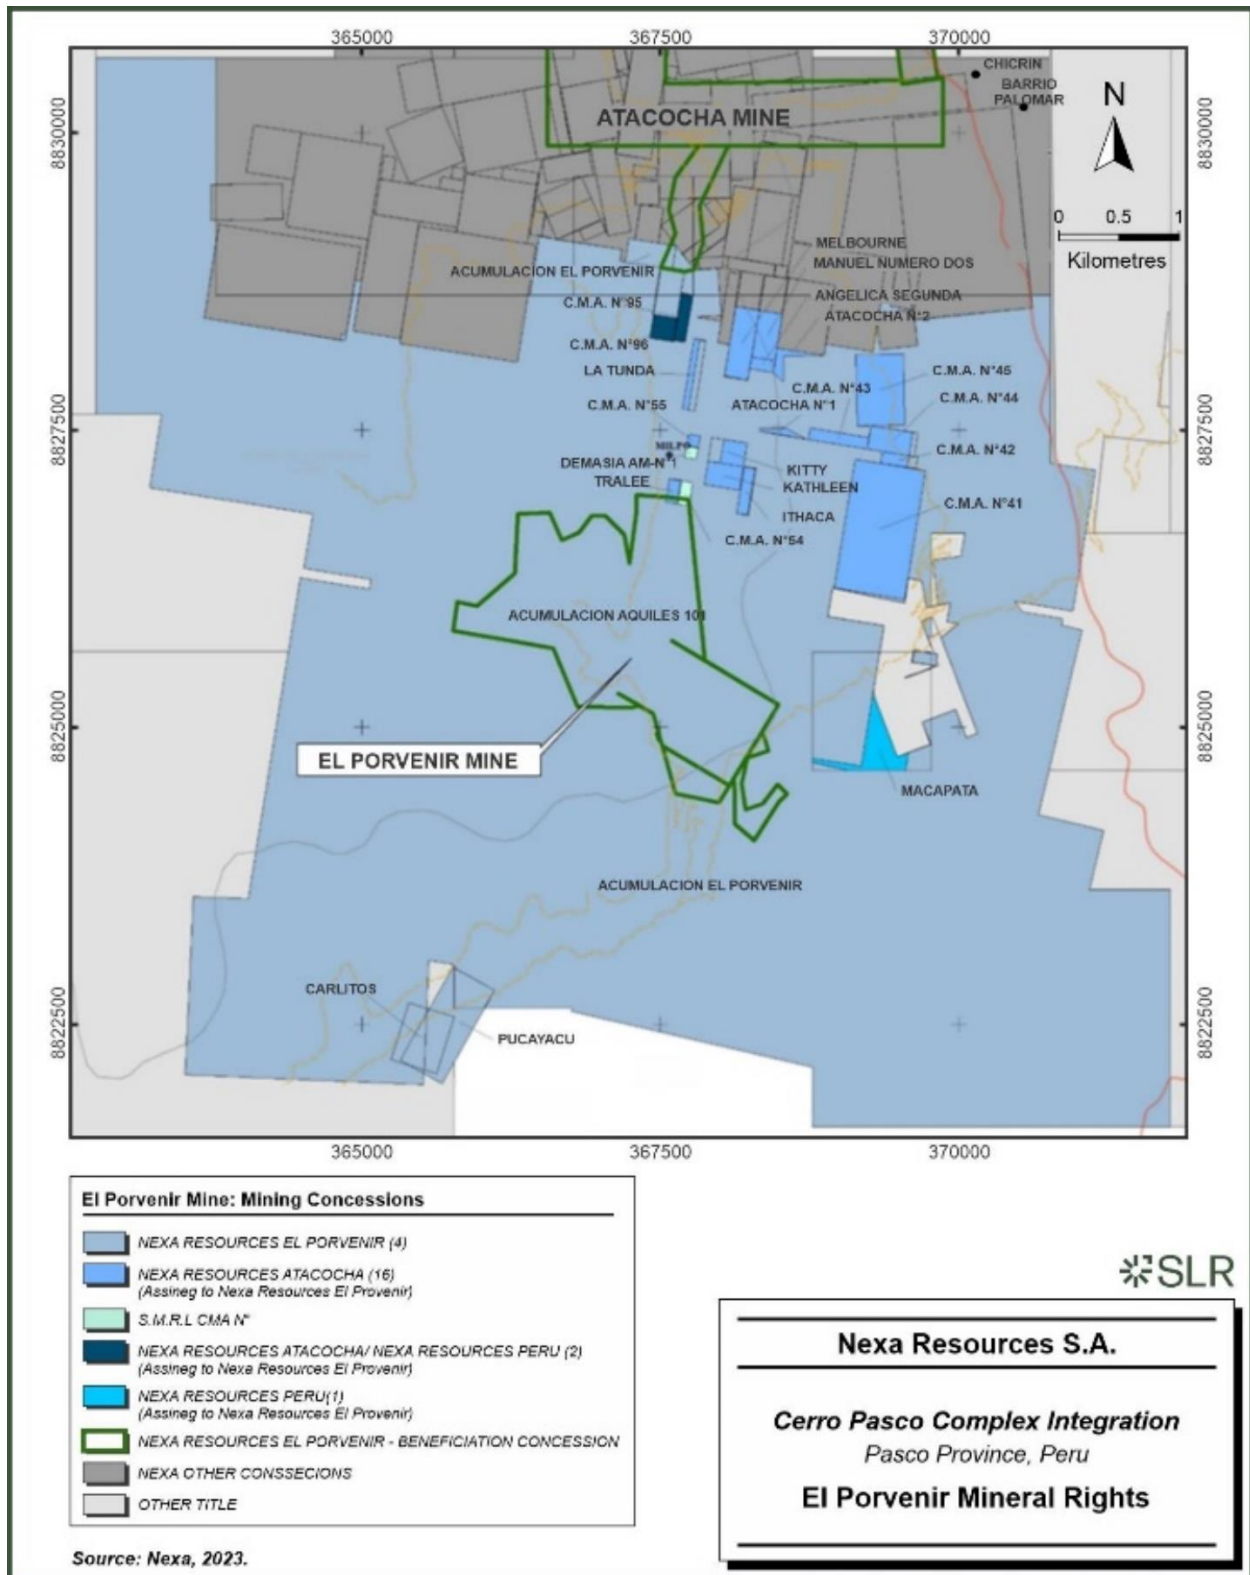 365000 367500 370000
CHICRIN
BARRIO
PALOMAR
ATACOCHA MINE
N
8830000
8830000
0 0.5 1
Kilometres
MELBOURNE
MANUEL NUMERO DOS
ACUMULACION EL PORVENIR
ANGELICA SEGUNDA
C.M.A. N°95
ATACOCHA N°2
C.M.A. N°96
LA TUNDA
C.M.A. N°45
C.M.A. N°43
C.M.A. N°44
C.M.A. N°55
ATACOCHA N°1
8827500
8827500
MILPO
C.M.A. N°42
DEMASIA AM-N°1
KITTY
TRALEE
KATHLEEN
C.M.A. N°41
ITHACA
C.M.A. N°54
ACUMULACION AQUILES 101
8825000
8825000
EL PORVENIR MINE
MACAPATA
ACUMULACION EL PORVENIR
CARLITOS
8822500
8822500
PUCAYACU
365000 367500 370000
El Porvenir Mine: Mining Concessions
NEXA RESOURCES EL PORVENIR (4)
NEXA RESOURCES ATACOCHA (16)
(Assineg to Nexa Resources El Provenir)
S.M.R.L CMA N°
NEXA RESOURCES ATACOCHA/ NEXA RESOURCES PERU (2)
(Assineg to Nexa Resources El Provenir)
NEXA RESOURCES PERU(1)
(Assineg to Nexa Resources El Provenir)
NEXA RESOURCES EL PORVENIR - BENEFICIATION CONCESSION
NEXA OTHER CONSSECIONS
OTHER TITLE
Source: Nexa, 2023.
SLR
Nexa Resources S.A.
Cerro Pasco Complex Integration
Pasco Province, Peru
El Porvenir Mineral Rights